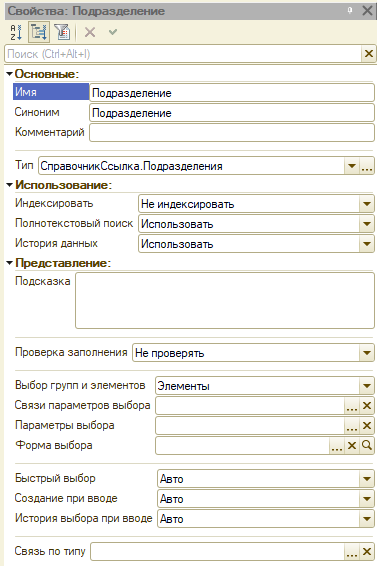 Свойства: Подразделение
Поиск (Ctrl+Alt+I)
Основные:
Имя Подразделение
Синоним Подразделение
Комментарий
Тип СправочникСсылка.Подразделения ...
Использование:
Индексировать Не индексировать
Полнотекстовый поиск Использовать
История данных Использовать
Представление:
Подсказка
Проверка заполнения Не проверять
Выбор групп и элементов Элементы
Связи параметров выбора ...
Параметры выбора ...
Форма выбора ...
Быстрый выбор Авто
Создание при вводе Авто
История выбора при вводе Авто
Связь по типу ...